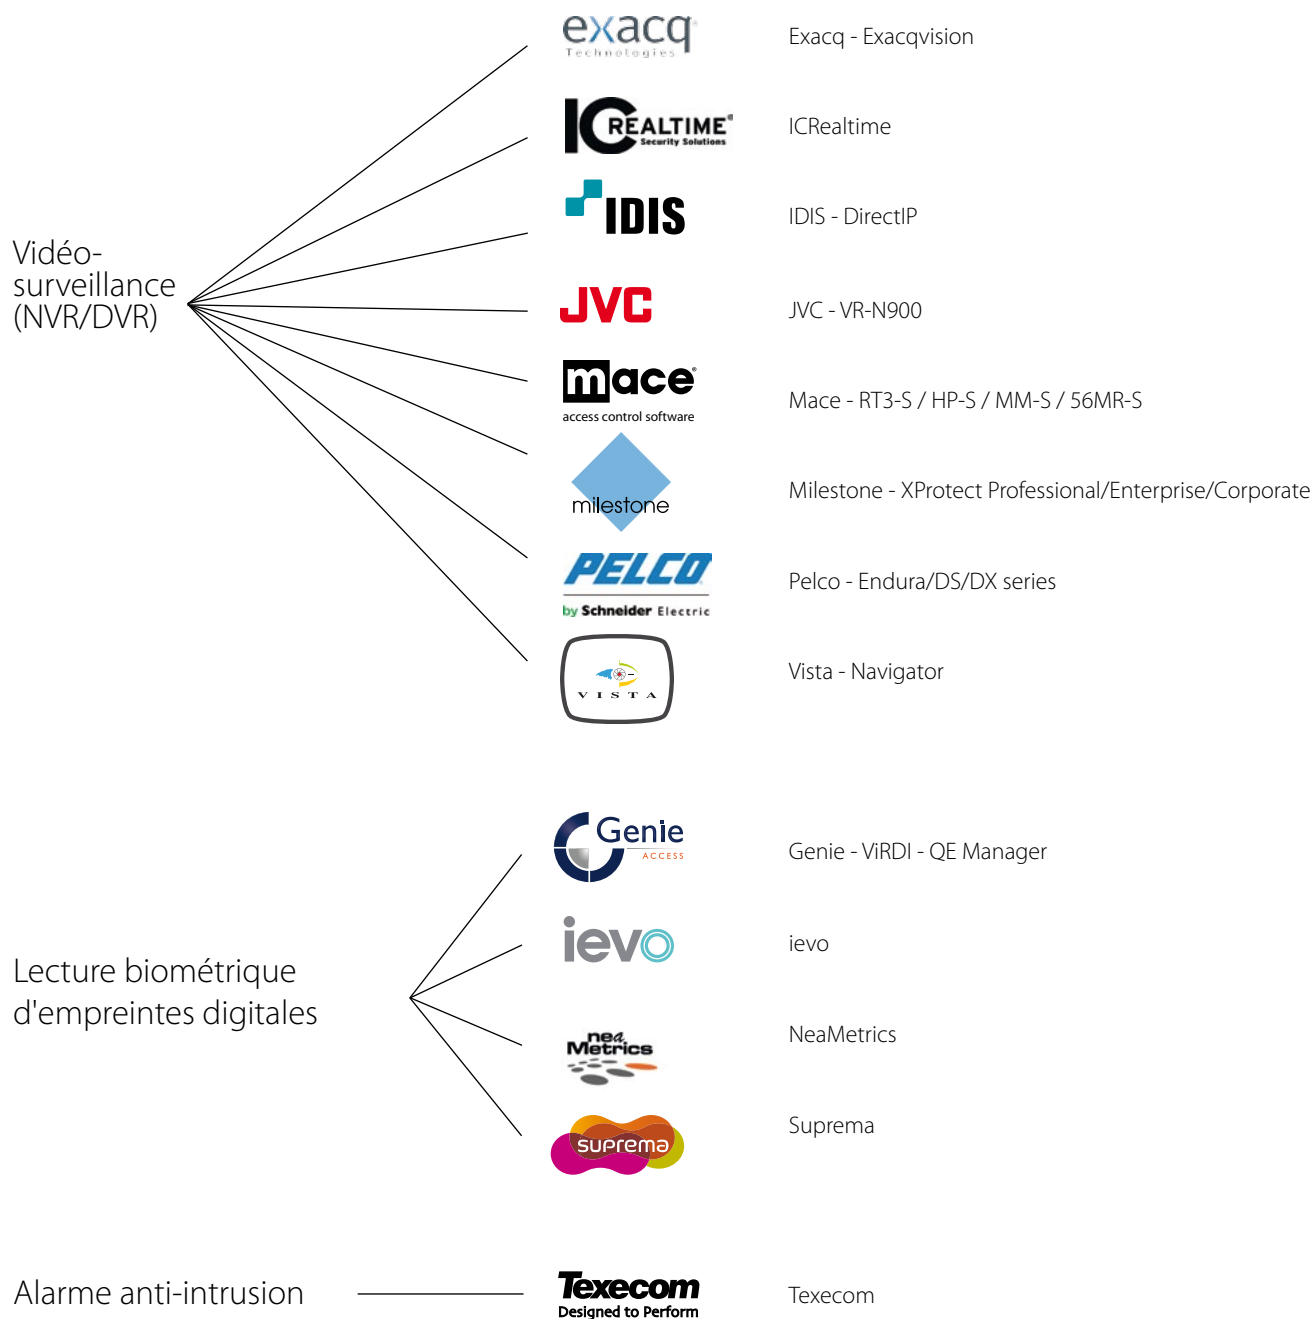 exacq
Technologies
Exacq - Exacqvision
IC REALTIME®
Security Solutions
ICRealtime
IDIS
IDIS - DirectIP
Vidéo-
surveillance
(NVR/DVR)
JVC
JVC - VR-N900
mace®
access control software
Mace - RT3-S / HP-S / MM-S / 56MR-S
milestone
Milestone - XProtect Professional/Enterprise/Corporate
PELCO
by Schneider Electric
Pelco - Endura/DS/DX series
VISTA
Vista - Navigator
Genie
ACCESS
Genie - ViRDI - QE Manager
ievo
ievo
Lecture biométrique
d'empreintes digitales
nea
Metrics
NeaMetrics
suprema
Suprema
Alarme anti-intrusion
Texecom
Designed to Perform
Texecom